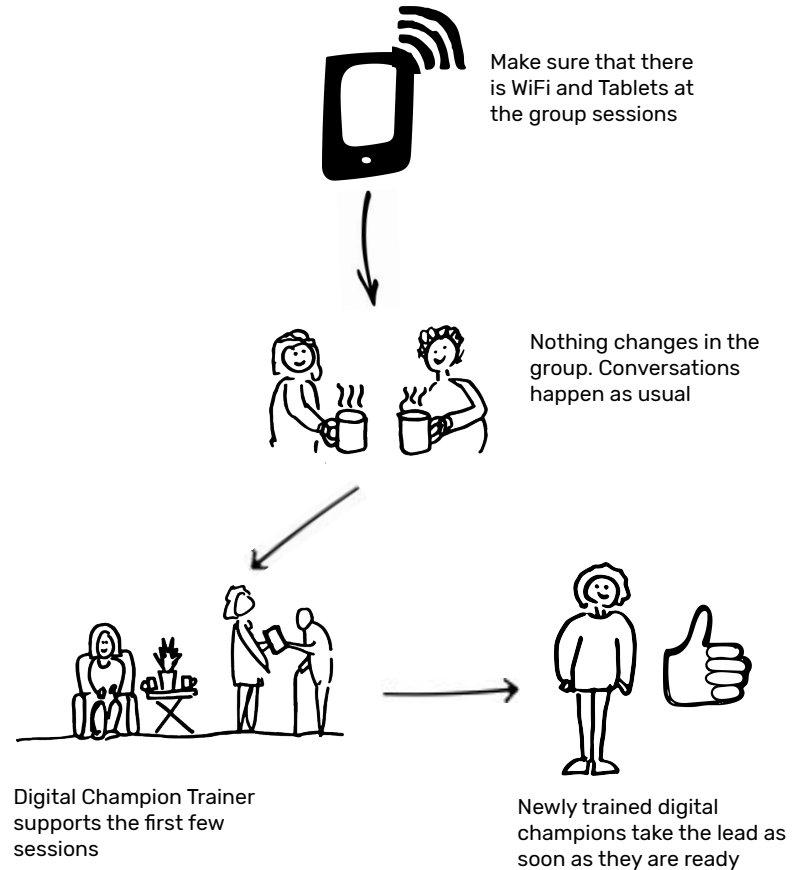 Make sure that there
is WiFi and Tablets at
the group sessions
Nothing changes in the
group. Conversations
happen as usual
Digital Champion Trainer
supports the first few
sessions
Newly trained digital
champions take the lead as
soon as they are ready